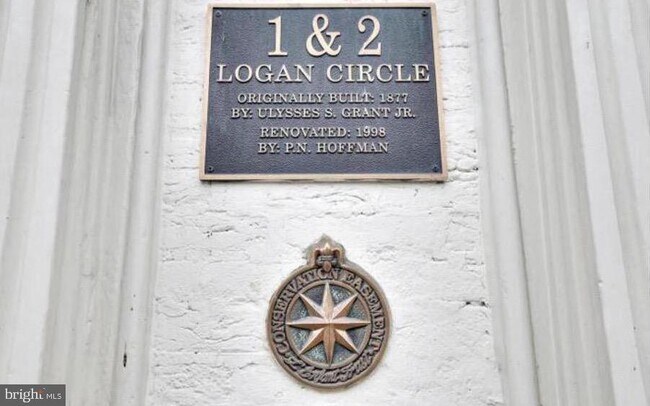 1 & 2
LOGAN CIRCLE
ORIGINALLY BUILT: 1877
BY: ULYSSES S. GRANT JR.
RENOVATED: 1998
BY: P.N. HOFFMAN
CONSERVATION EASEMENT
bright MLS